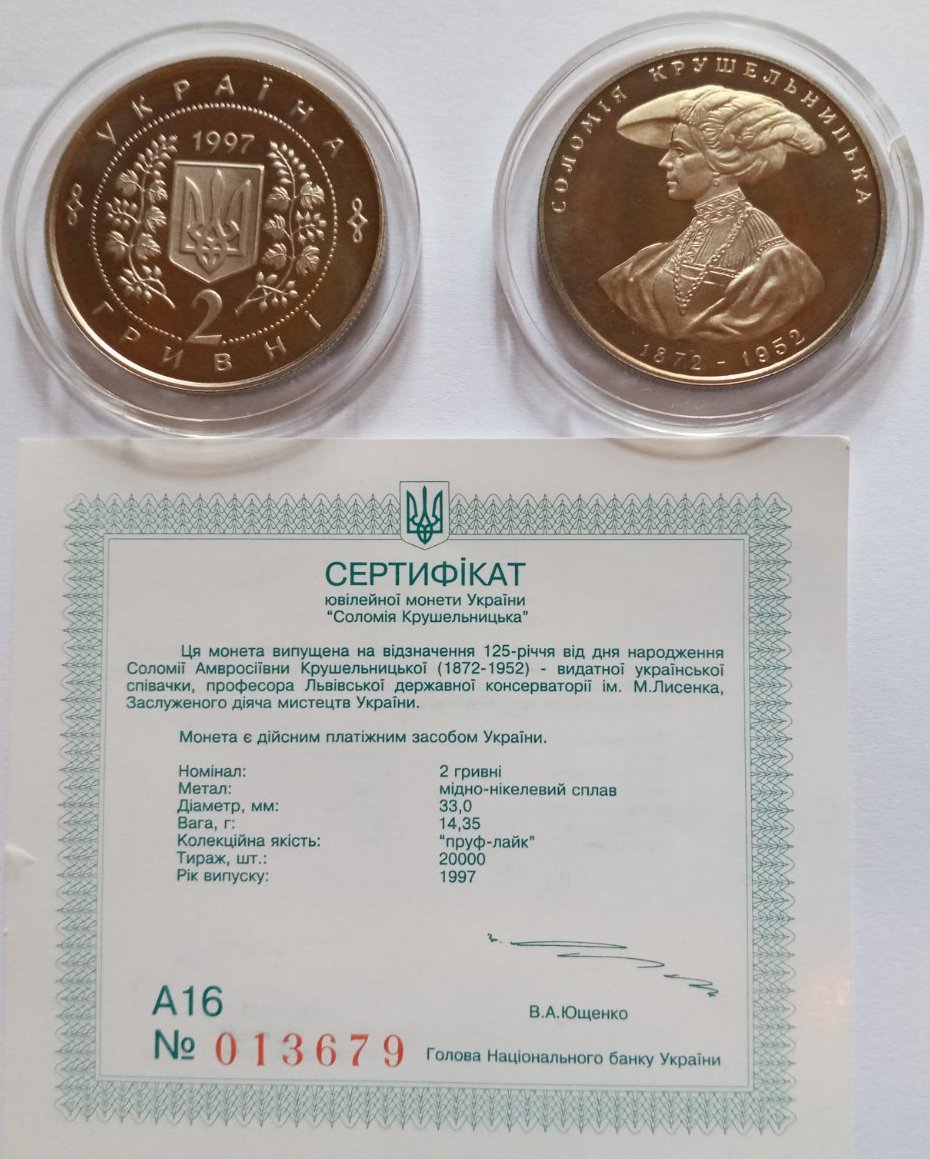 УКРАЇНА
1997
2
ГРИВНІ
СОЛОМІЯ КРУШЕЛЬНИЦЬКА
1872 - 1952
СЕРТИФІКАТ
ювілейної монети України
“Соломія Крушельницька”
Ця монета випущена на відзначення 125-річчя від дня народження
Соломії Амвросіївни Крушельницької (1872-1952) - видатної української
співачки, професора Львівської державної консерваторії ім. М.Лисенка,
Заслуженого діяча мистецтв України.
Монета є дійсним платіжним засобом України.
Номінал: 2 гривні
Метал: мідно-нікелевий сплав
Діаметр, мм: 33,0
Вага, г: 14,35
Колекційна якість: “пруф-лайк”
Тираж, шт.: 20000
Рік випуску: 1997
В.А.Ющенко
А16
№ 013679 Голова Національного банку України